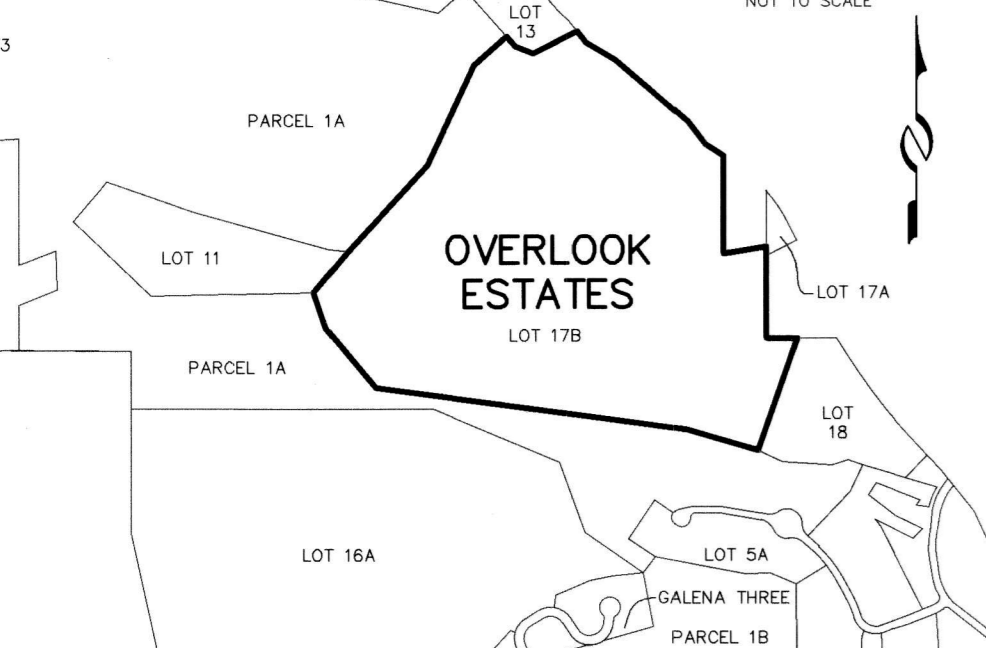 NOT TO SCALE
LOT
13
3
PARCEL 1A
OVERLOOK
ESTATES
LOT 11
LOT 17A
LOT 17B
PARCEL 1A
LOT
18
LOT 16A
LOT 5A
GALENA THREE
PARCEL 1B